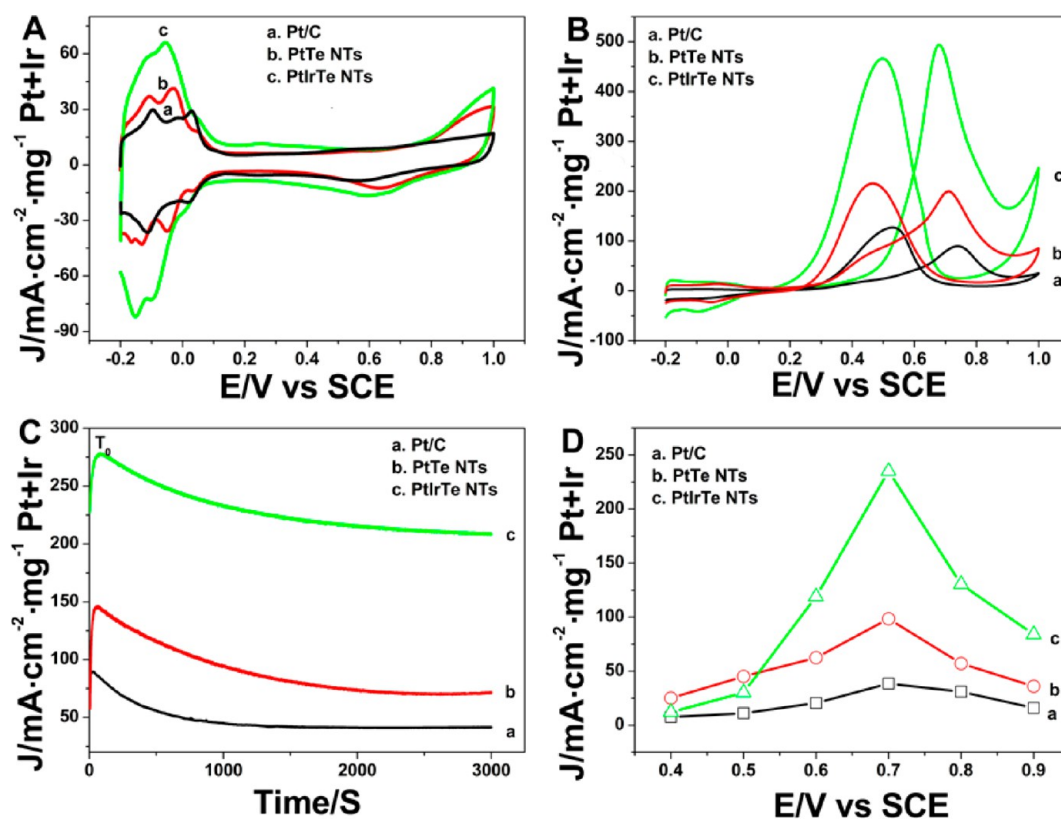 A
a. Pt/C
b. PtTe NTs
c. PtIrTe NTs
c
b
a
60
30
0
-30
-60
-90
-0.2 0.0 0.2 0.4 0.6 0.8 1.0
E/V vs SCE
J/mA·cm⁻²·mg⁻¹ Pt+Ir
B
a. Pt/C
b. PtTe NTs
c. PtIrTe NTs
c
b
a
500
400
300
200
100
0
-100
-0.2 0.0 0.2 0.4 0.6 0.8 1.0
E/V vs SCE
J/mA·cm⁻²·mg⁻¹ Pt+Ir
C
T₀
a. Pt/C
b. PtTe NTs
c. PtIrTe NTs
c
b
a
300
250
200
150
100
50
0 1000 2000 3000
Time/S
J/mA·cm⁻²·mg⁻¹ Pt+Ir
D
a. Pt/C
b. PtTe NTs
c. PtIrTe NTs
c
b
a
250
200
150
100
50
0
0.4 0.5 0.6 0.7 0.8 0.9
E/V vs SCE
J/mA·cm⁻²·mg⁻¹ Pt+Ir